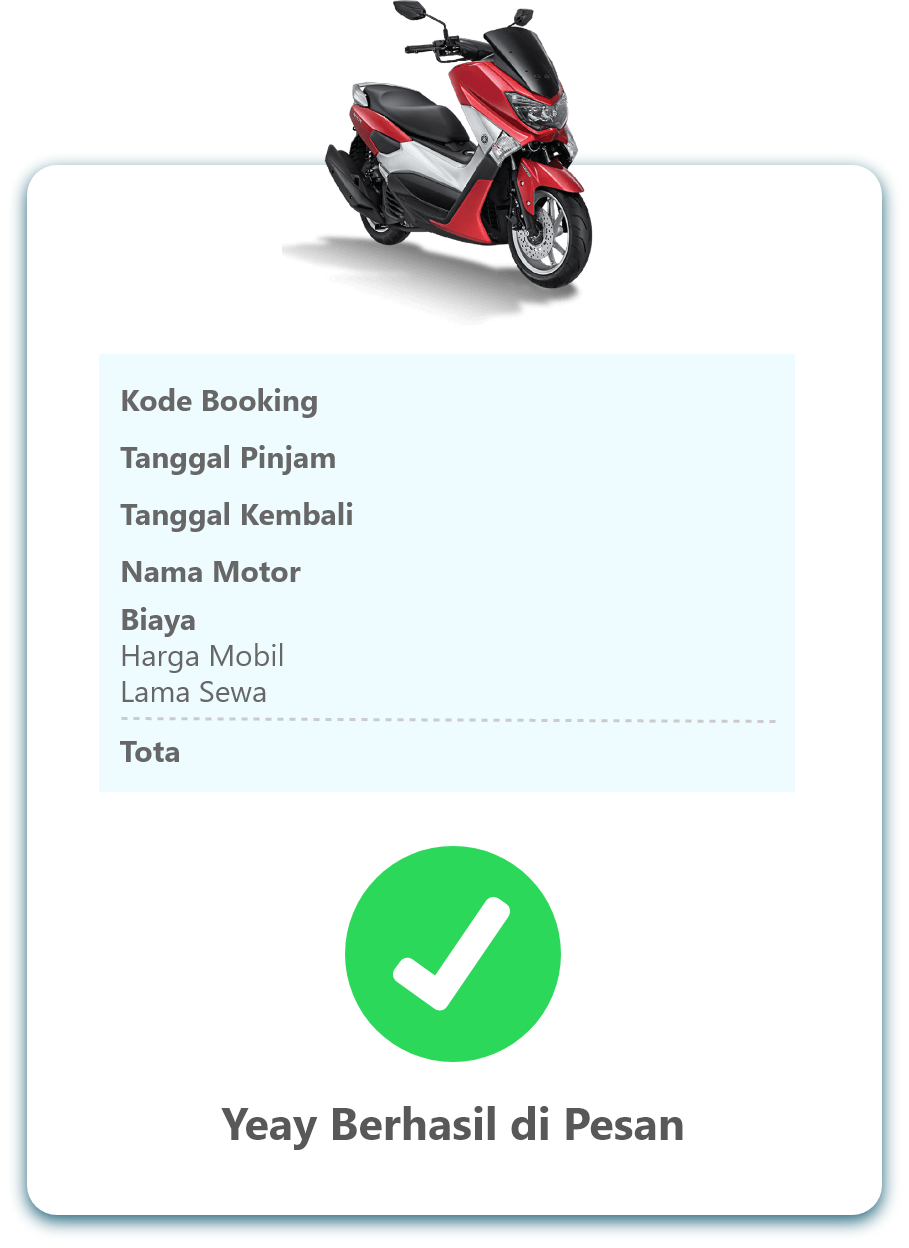 Kode Booking
Tanggal Pinjam
Tanggal Kembali
Nama Motor
Biaya
Harga Mobil
Lama Sewa
Tota
Yeay Berhasil di Pesan